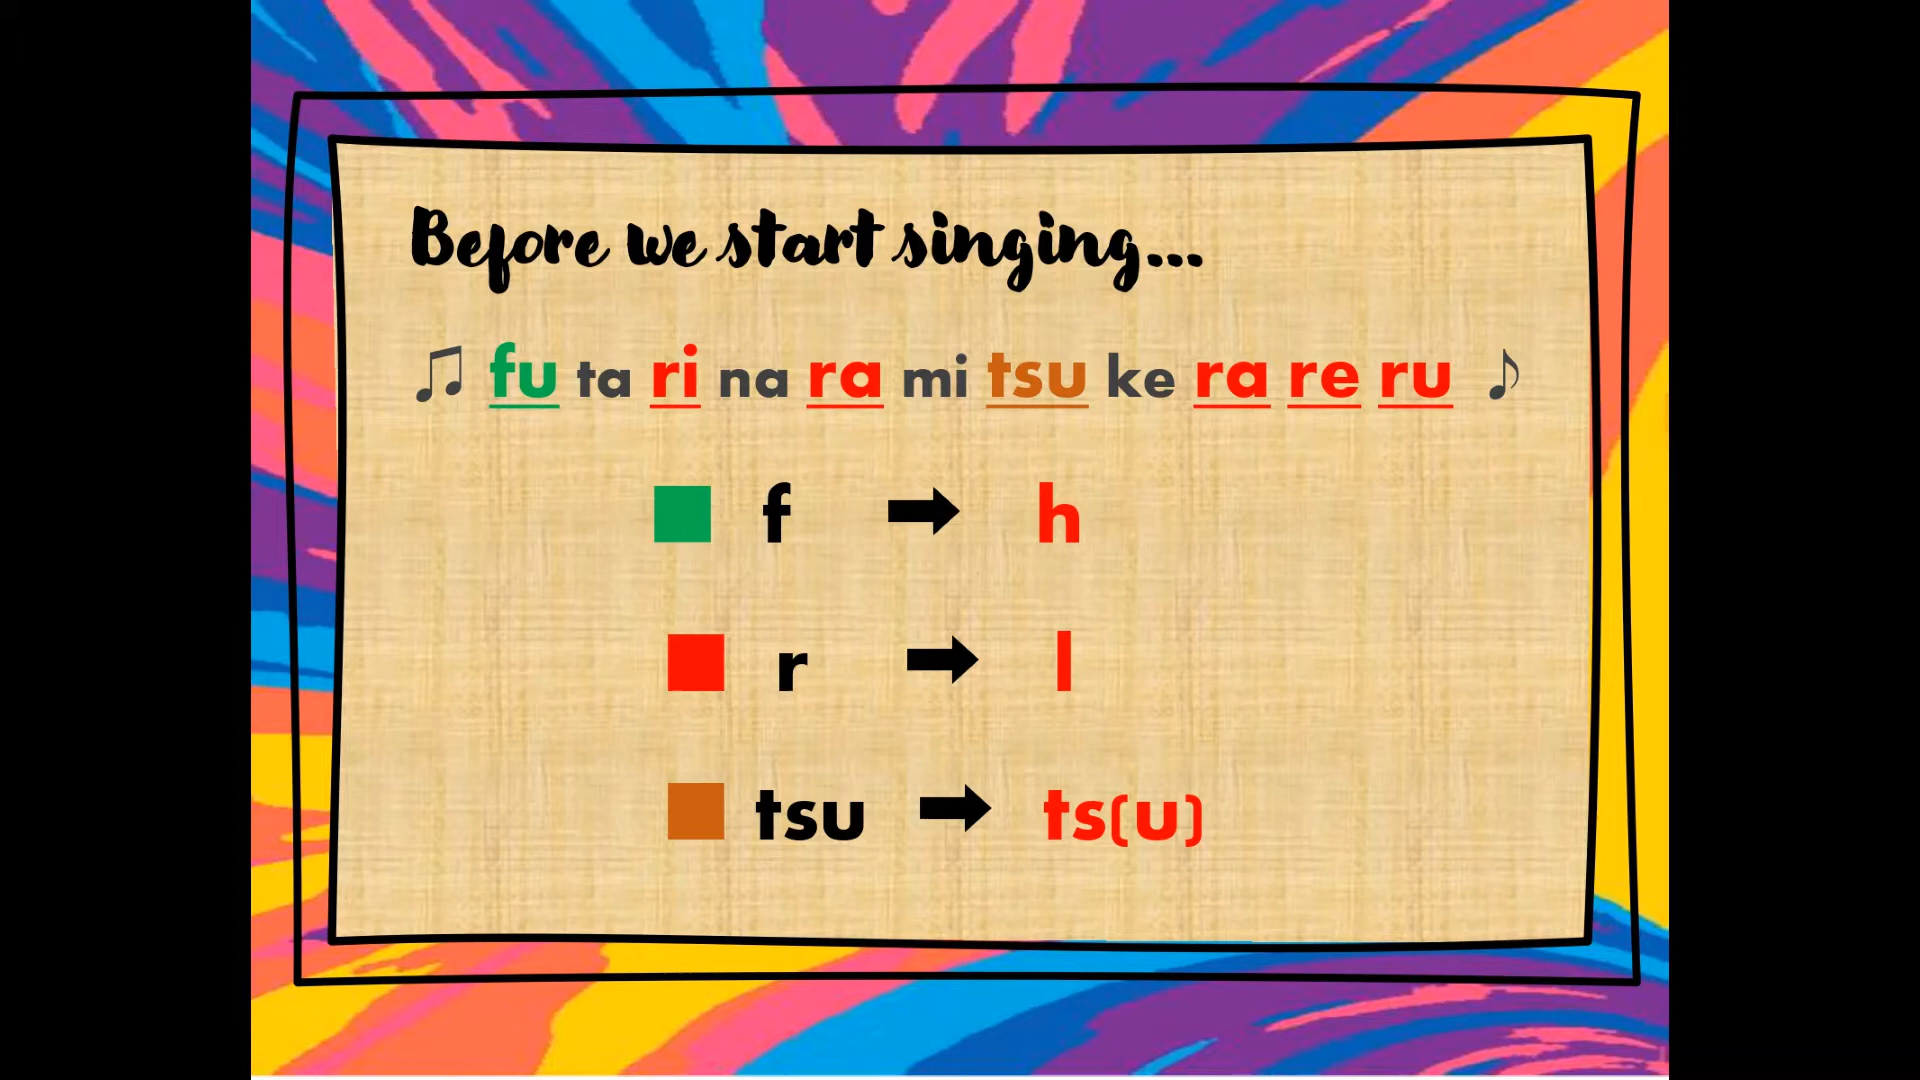 Before we start singing...
♫ fu ta ri na ra mi tsu ke ra re ru ♪
f ➡ h
r ➡ l
tsu ➡ ts(u)